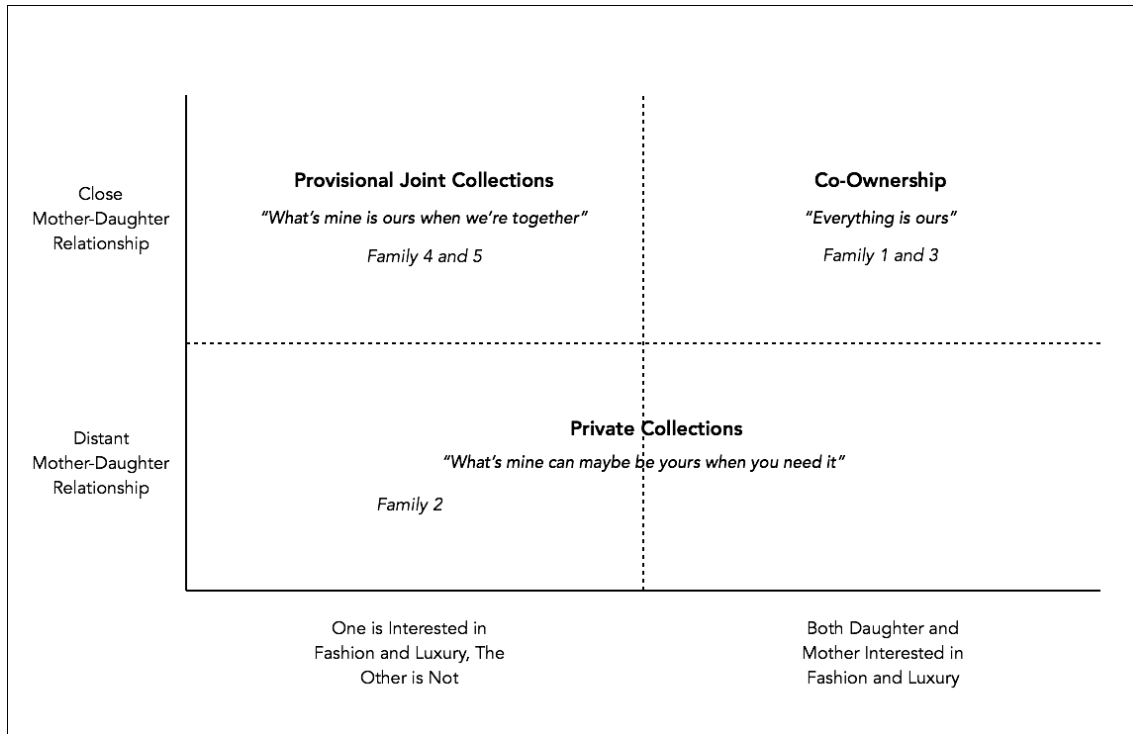 Close
Mother-Daughter
Relationship
Provisional Joint Collections
“What’s mine is ours when we’re together”
Family 4 and 5
Co-Ownership
“Everything is ours”
Family 1 and 3
Distant
Mother-Daughter
Relationship
Private Collections
“What’s mine can maybe be yours when you need it”
Family 2
One is Interested in
Fashion and Luxury, The
Other is Not
Both Daughter and
Mother Interested in
Fashion and Luxury